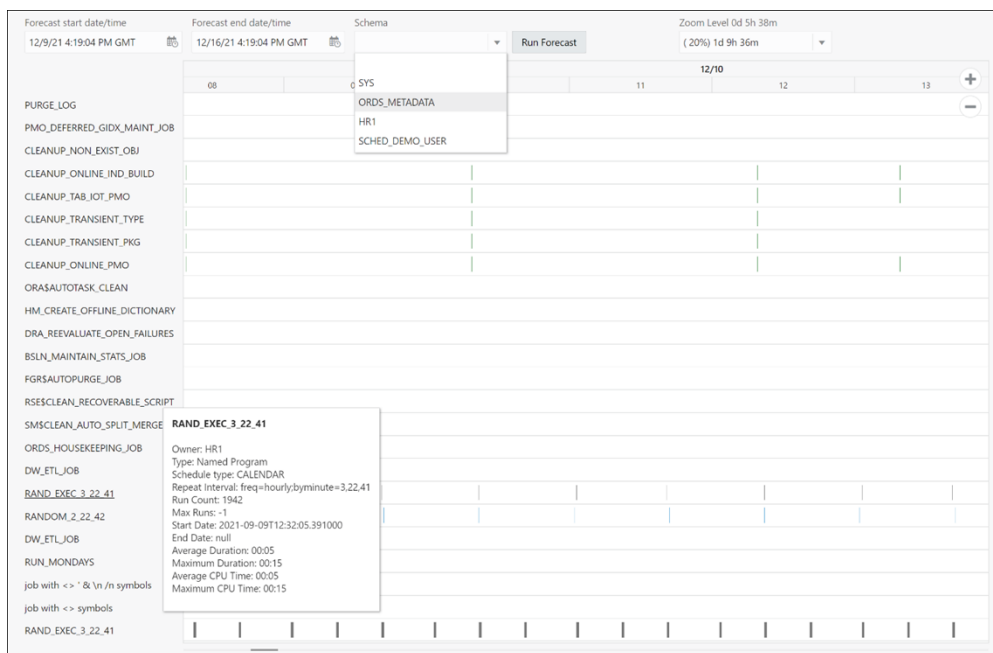 Forecast start date/time Forecast end date/time Schema Zoom Level 0d 5h 38m
12/9/21 4:19:04 PM GMT 12/16/21 4:19:04 PM GMT Run Forecast ( 20%) 1d 9h 36m
12/10
08 11 12 13
SYS
ORDS_METADATA
HR1
SCHED_DEMO_USER
PURGE_LOG
PMO_DEFERRED_GIDX_MAINT_JOB
CLEANUP_NON_EXIST_OBJ
CLEANUP_ONLINE_IND_BUILD
CLEANUP_TAB_IOT_PMO
CLEANUP_TRANSIENT_TYPE
CLEANUP_TRANSIENT_PKG
CLEANUP_ONLINE_PMO
ORA$AUTOTASK_CLEAN
HM_CREATE_OFFLINE_DICTIONARY
DRA_REEVALUATE_OPEN_FAILURES
BSLN_MAINTAIN_STATS_JOB
FGR$AUTOPURGE_JOB
RSE$CLEAN_RECOVERABLE_SCRIPT
SM$CLEAN_AUTO_SPLIT_MERGE
ORDS_HOUSEKEEPING_JOB
DW_ETL_JOB
RAND_EXEC_3_22_41
RANDOM_2_22_42
DW_ETL_JOB
RUN_MONDAYS
job with <> ' & \n /n symbols
job with <> symbols
RAND_EXEC_3_22_41
RAND_EXEC_3_22_41
Owner: HR1
Type: Named Program
Schedule type: CALENDAR
Repeat Interval: freq=hourly;byminute=3,22,41
Run Count: 1942
Max Runs: -1
Start Date: 2021-09-09T12:32:05.391000
End Date: null
Average Duration: 00:05
Maximum Duration: 00:15
Average CPU Time: 00:05
Maximum CPU Time: 00:15